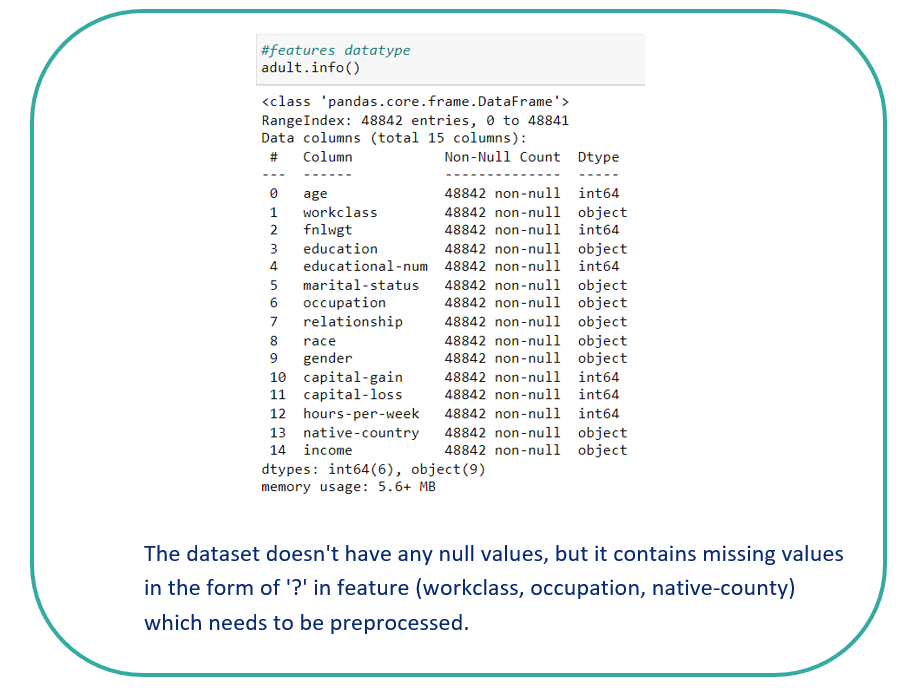 #features datatype
adult.info()
<class 'pandas.core.frame.DataFrame'>
RangeIndex: 48842 entries, 0 to 48841
Data columns (total 15 columns):
 #   Column           Non-Null Count  Dtype
---  ------           --------------  -----
 0   age              48842 non-null  int64
 1   workclass        48842 non-null  object
 2   fnlwgt           48842 non-null  int64
 3   education        48842 non-null  object
 4   educational-num  48842 non-null  int64
 5   marital-status   48842 non-null  object
 6   occupation       48842 non-null  object
 7   relationship     48842 non-null  object
 8   race             48842 non-null  object
 9   gender           48842 non-null  object
 10  capital-gain     48842 non-null  int64
 11  capital-loss     48842 non-null  int64
 12  hours-per-week   48842 non-null  int64
 13  native-country   48842 non-null  object
 14  income           48842 non-null  object
dtypes: int64(6), object(9)
memory usage: 5.6+ MB
The dataset doesn't have any null values, but it contains missing values
in the form of '?' in feature (workclass, occupation, native-county)
which needs to be preprocessed.